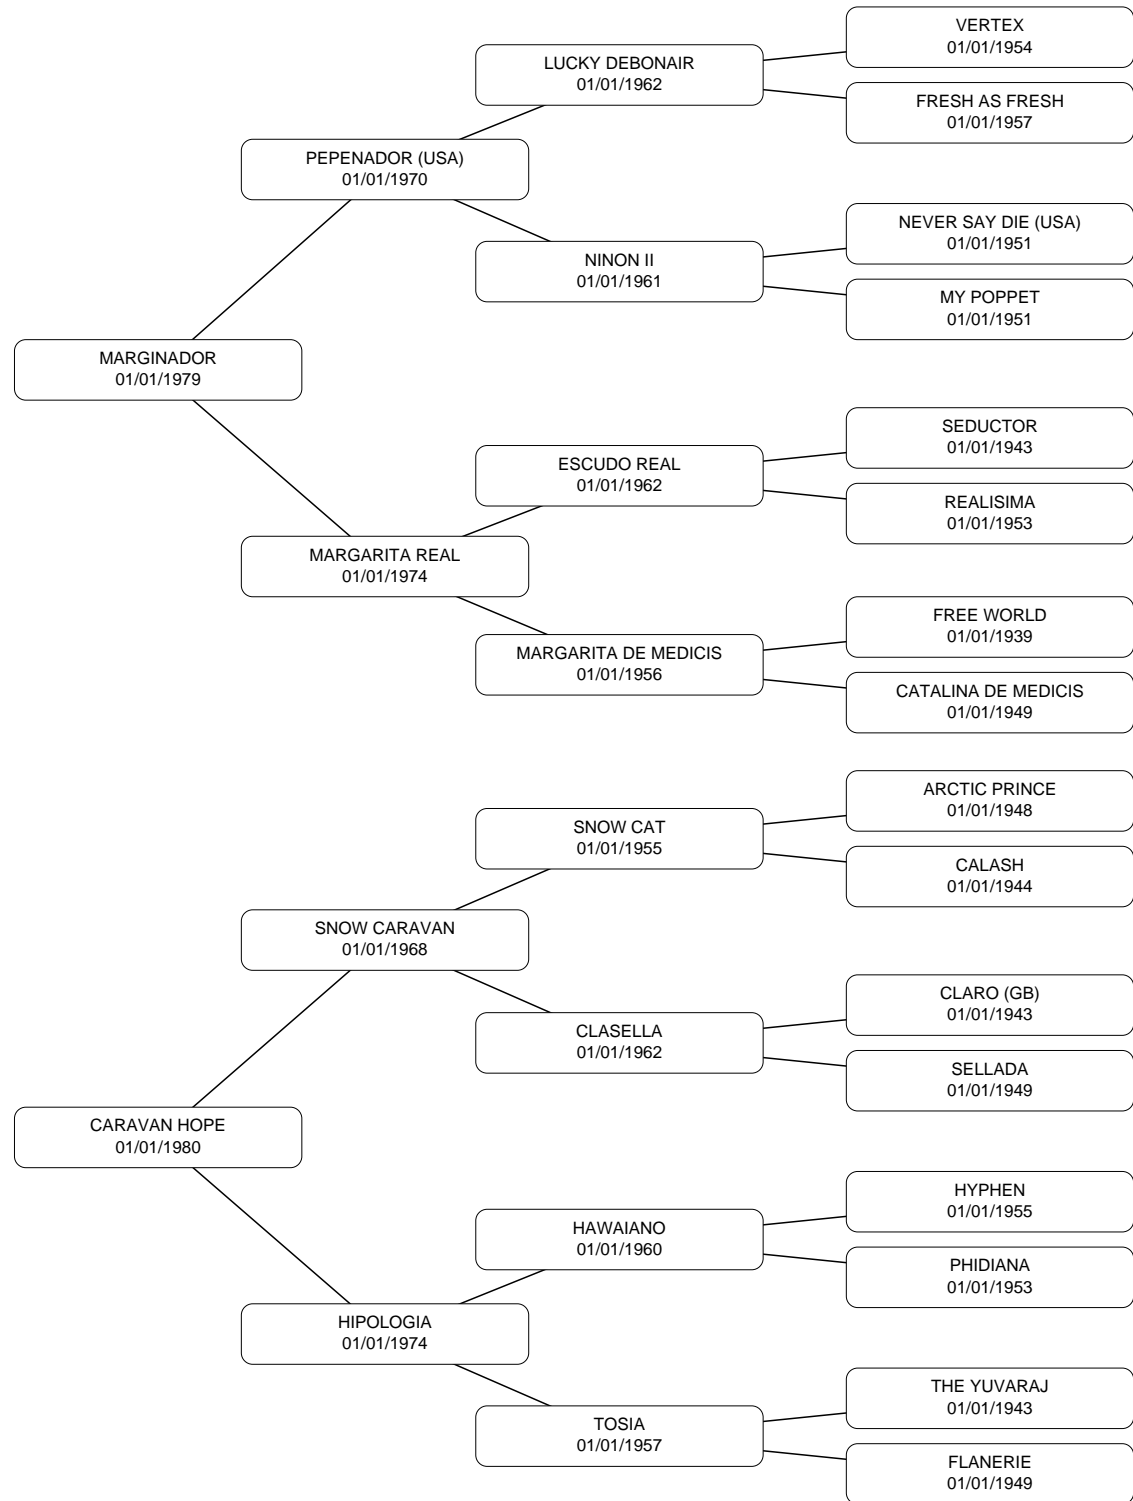 VERTEX
01/01/1954
LUCKY DEBONAIR
01/01/1962
FRESH AS FRESH
01/01/1957
PEPENADOR (USA)
01/01/1970
NEVER SAY DIE (USA)
01/01/1951
NINON II
01/01/1961
MY POPPET
01/01/1951
MARGINADOR
01/01/1979
SEDUCTOR
01/01/1943
ESCUDO REAL
01/01/1962
REALISIMA
01/01/1953
MARGARITA REAL
01/01/1974
FREE WORLD
01/01/1939
MARGARITA DE MEDICIS
01/01/1956
CATALINA DE MEDICIS
01/01/1949
ARCTIC PRINCE
01/01/1948
SNOW CAT
01/01/1955
CALASH
01/01/1944
SNOW CARAVAN
01/01/1968
CLARO (GB)
01/01/1943
CLASELLA
01/01/1962
SELLADA
01/01/1949
CARAVAN HOPE
01/01/1980
HYPHEN
01/01/1955
HAWAIANO
01/01/1960
PHIDIANA
01/01/1953
HIPOLOGIA
01/01/1974
THE YUVARAJ
01/01/1943
TOSIA
01/01/1957
FLANERIE
01/01/1949